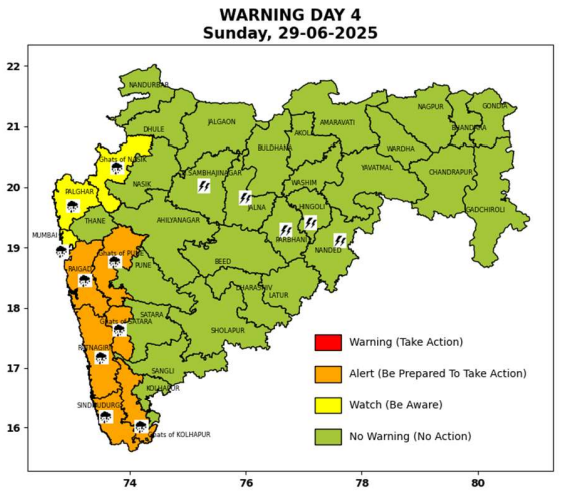 WARNING DAY 4
Sunday, 29-06-2025
22
21
20
19
18
17
16
74
76
78
80
NANDURBAR
DHULE
JALGAON
AMARAVATI
NAGPUR
GONDIA
BHANDARA
AKOLA
BULDHANA
WARDHA
Ghats of NASIK
YAVATMAL
CHANDRAPUR
SAMBHAJINAGAR
WASHIM
NASIK
PALGHAR
JALNA
HINGOLI
GADCHIROLI
THANE
AHILYANAGAR
MUMBAI
PARBHANI
NANDED
Ghats of PUNE
PUNE
RAIGAD
BEED
DHARASHIV
LATUR
SATARA
Ghats of SATARA
SHOLAPUR
RATNAGIRI
SANGLI
KOLHAPUR
SINDHUDURG
Ghats of KOLHAPUR
Warning (Take Action)
Alert (Be Prepared To Take Action)
Watch (Be Aware)
No Warning (No Action)